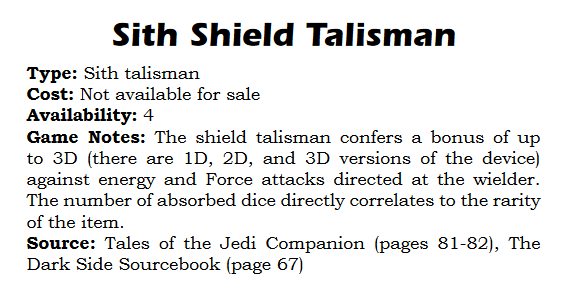 Sith Shield Talisman
Type: Sith talisman
Cost: Not available for sale
Availability: 4
Game Notes: The shield talisman confers a bonus of up
to 3D (there are 1D, 2D, and 3D versions of the device)
against energy and Force attacks directed at the wielder.
The number of absorbed dice directly correlates to the rarity
of the item.
Source: Tales of the Jedi Companion (pages 81-82), The
Dark Side Sourcebook (page 67)